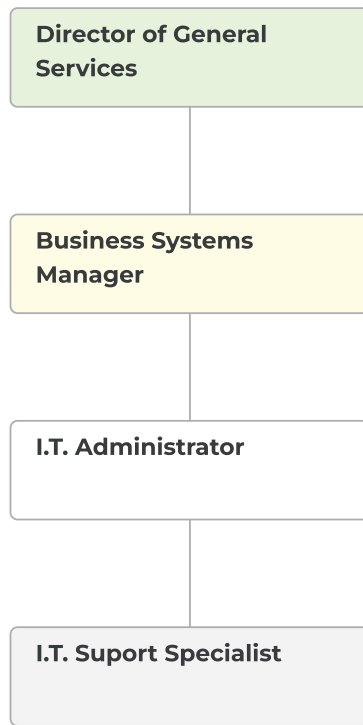 Director of General
Services
Business Systems
Manager
I.T. Administrator
I.T. Suport Specialist